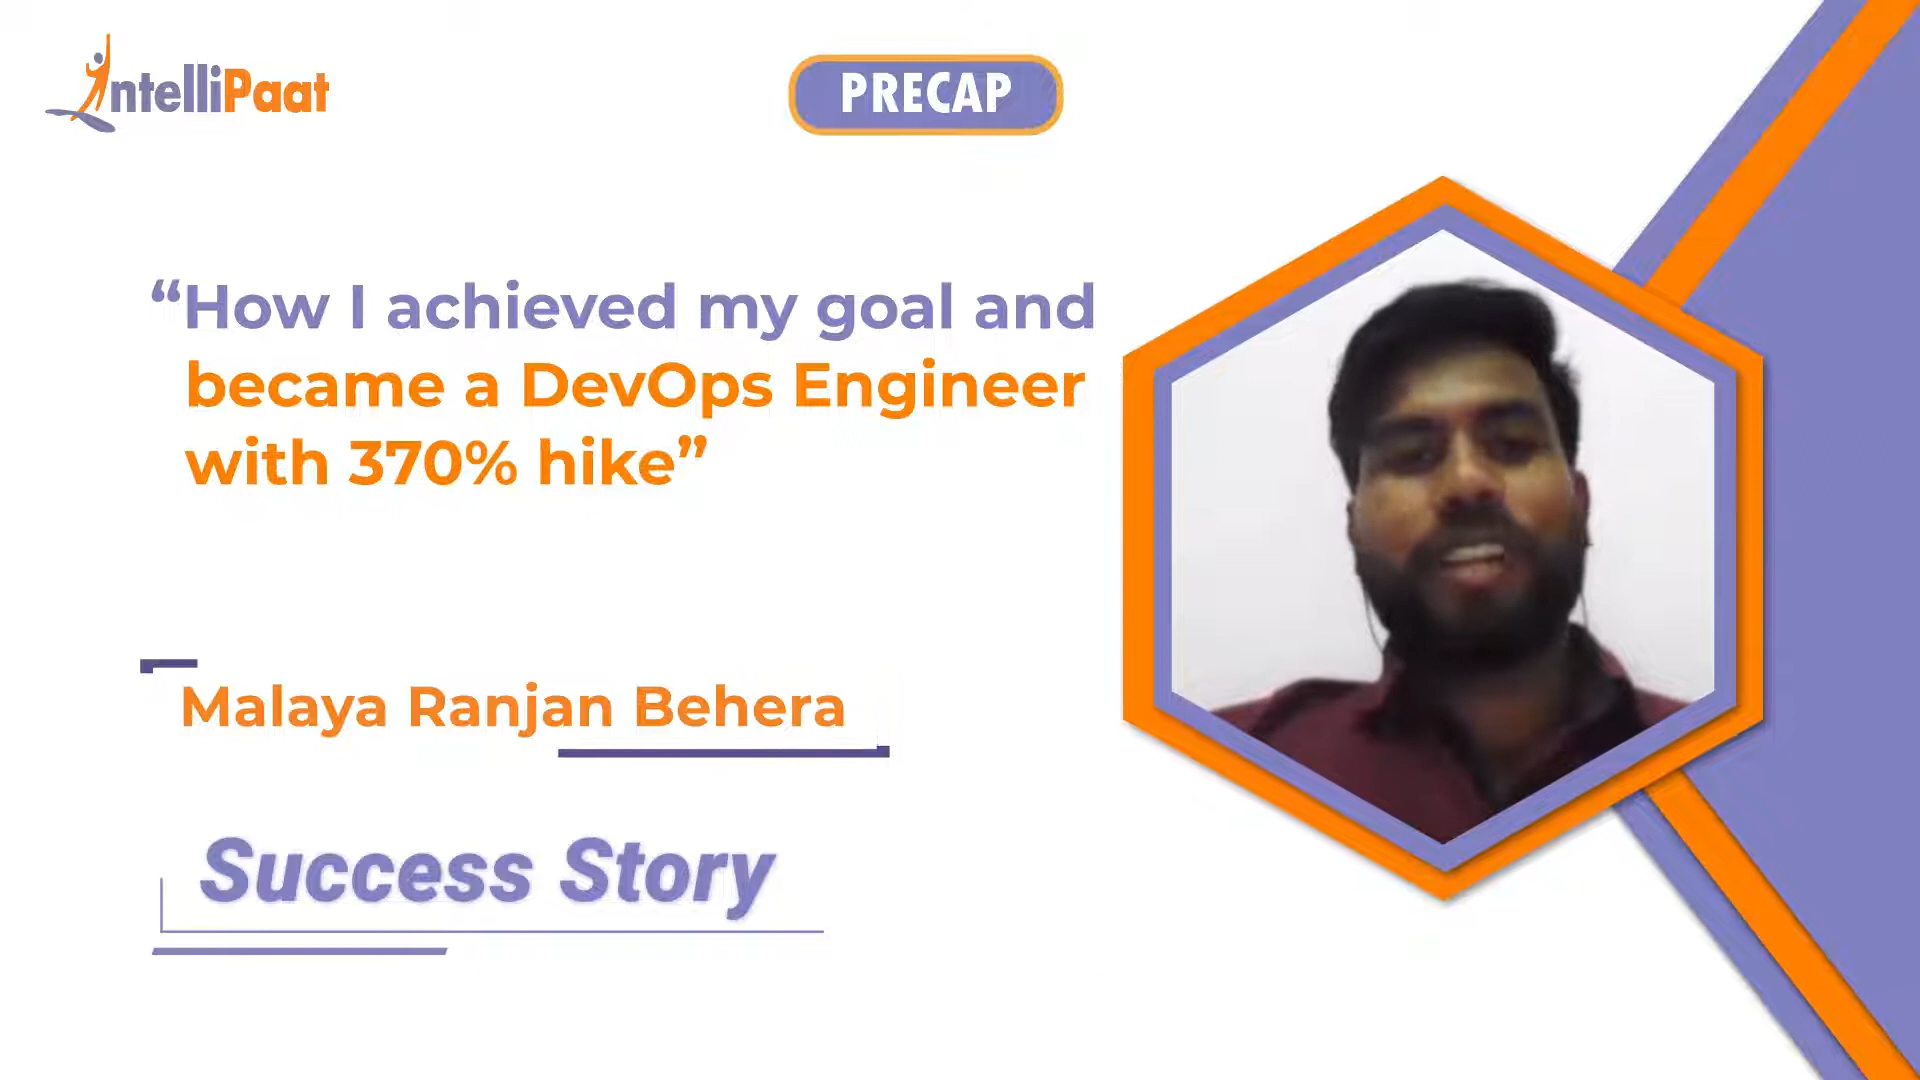 IntelliPaat
PRECAP
“How I achieved my goal and
became a DevOps Engineer
with 370% hike”
Malaya Ranjan Behera
Success Story